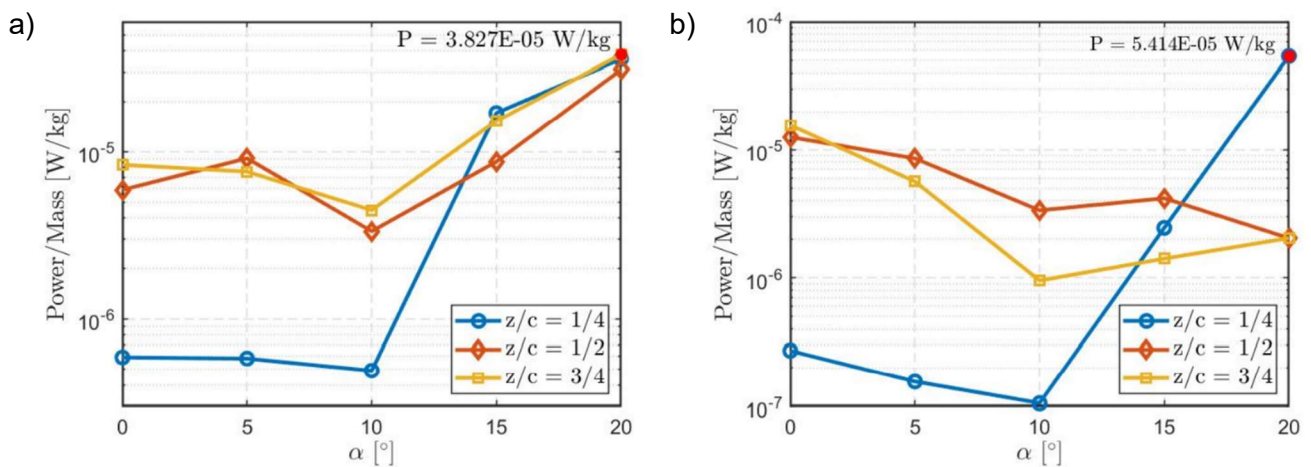 a)
P = 3.827E-05 W/kg
Power/Mass [W/kg]
10-5
10-6
z/c = 1/4
z/c = 1/2
z/c = 3/4
0 5 10 15 20
α [°]
b)
P = 5.414E-05 W/kg
Power/Mass [W/kg]
10-4
10-5
10-6
10-7
z/c = 1/4
z/c = 1/2
z/c = 3/4
0 5 10 15 20
α [°]